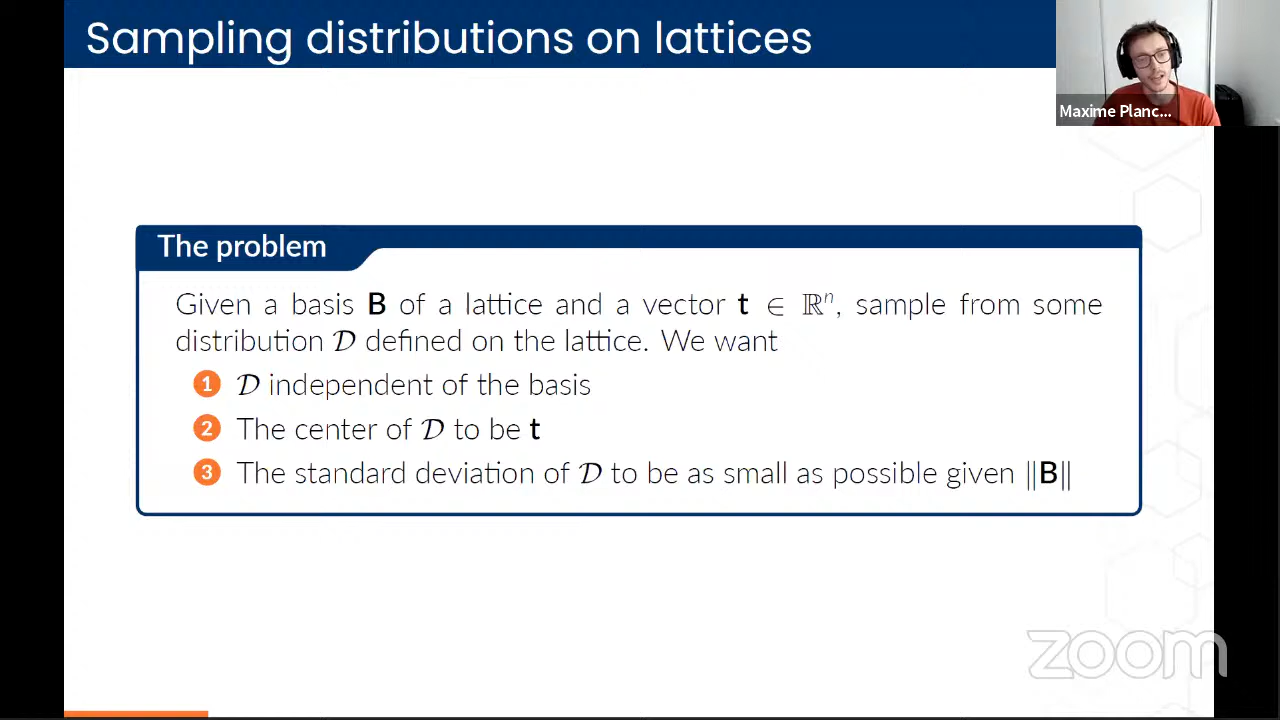 Sampling distributions on lattices
Maxime Planc...
The problem
Given a basis B of a lattice and a vector t ∈ ℝⁿ, sample from some
distribution 𝒟 defined on the lattice. We want
1 𝒟 independent of the basis
2 The center of 𝒟 to be t
3 The standard deviation of 𝒟 to be as small as possible given ||B||
zoom